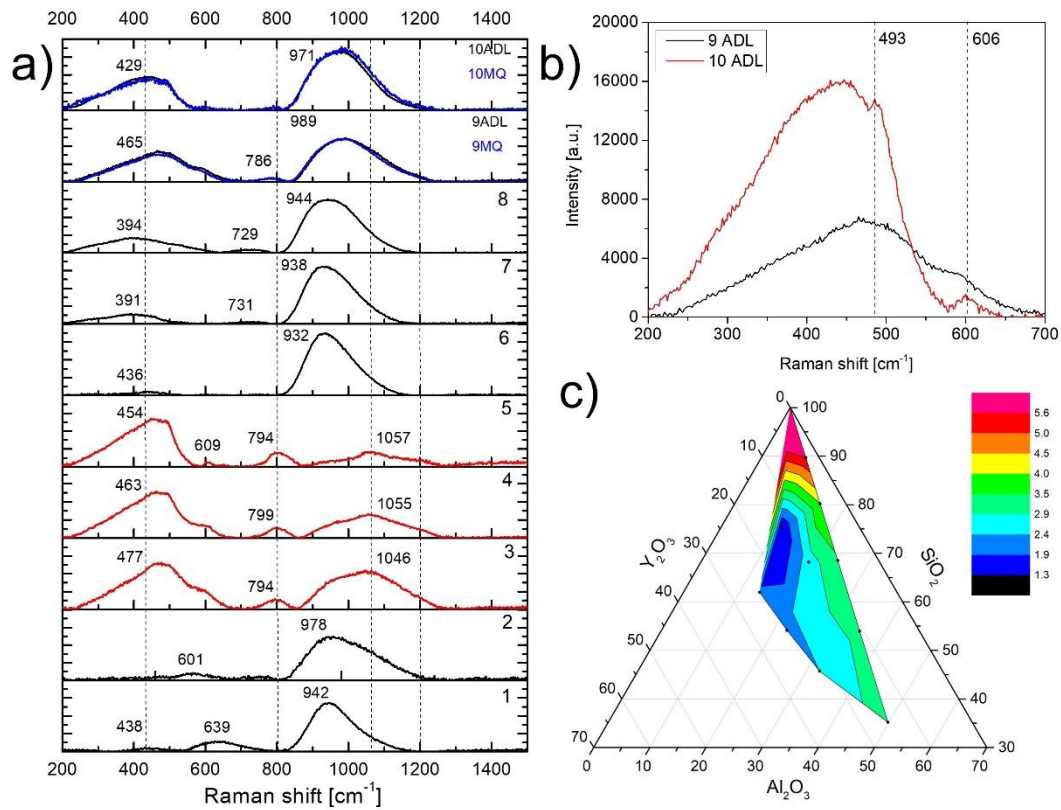 a)
200 400 600 800 1000 1200 1400
429 971 10ADL
10MQ
465 786 989 9ADL
9MQ
394 729 944 8
391 731 938 7
436 932 6
454 609 794 1057 5
463 799 1055 4
477 794 1046 3
601 978 2
438 639 942 1
200 400 600 800 1000 1200 1400
Raman shift [cm-1]
b)
9 ADL
10 ADL
493 606
20000
16000
12000
8000
4000
0
Intensity [a.u.]
200 300 400 500 600 700
Raman shift [cm-1]
c)
0
10
20
30
40
50
60
70
Y2O3
100
90
80
70
60
50
40
30
SiO2
0 10 20 30 40 50 60 70
Al2O3
5.6
5.0
4.5
4.0
3.5
2.9
2.4
1.9
1.3